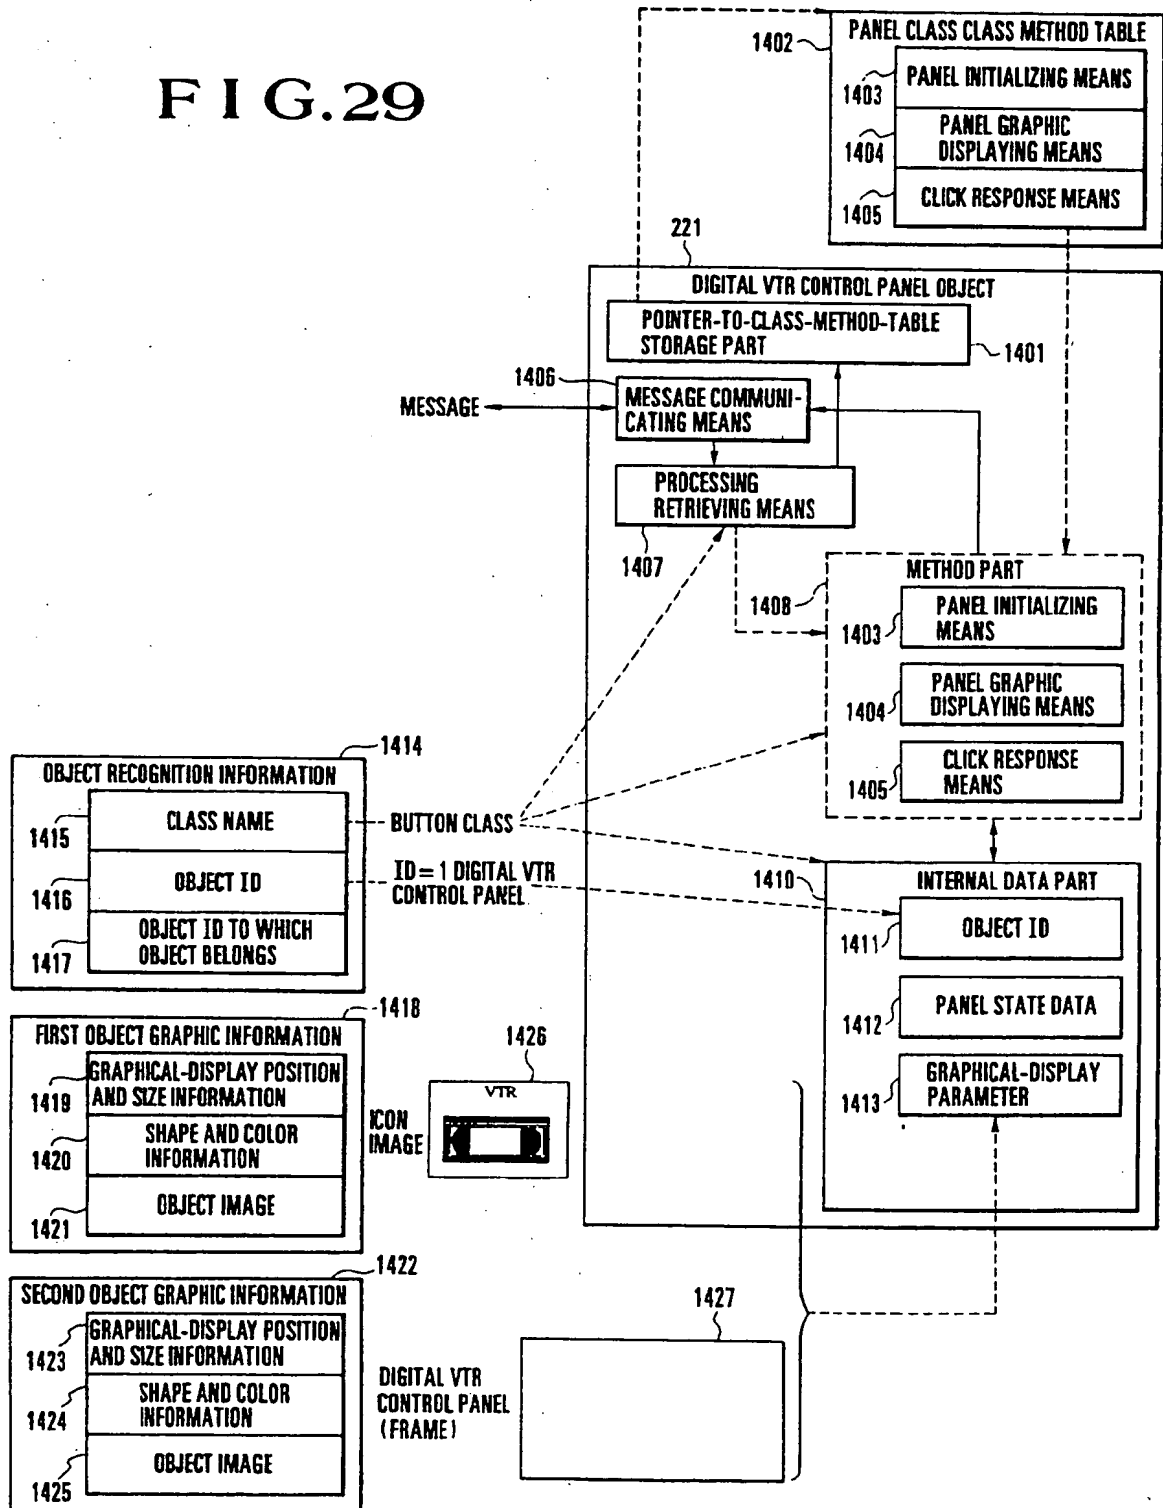 FIG.29
1402
PANEL CLASS CLASS METHOD TABLE
1403
PANEL INITIALIZING MEANS
1404
PANEL GRAPHIC
DISPLAYING MEANS
1405
CLICK RESPONSE MEANS
221
DIGITAL VTR CONTROL PANEL OBJECT
POINTER-TO-CLASS-METHOD-TABLE
STORAGE PART
1401
1406
MESSAGE
MESSAGE COMMUNI-
CATING MEANS
PROCESSING
RETRIEVING MEANS
1407
1408
METHOD PART
1403
PANEL INITIALIZING
MEANS
1404
PANEL GRAPHIC
DISPLAYING MEANS
1405
CLICK RESPONSE
MEANS
1414
OBJECT RECOGNITION INFORMATION
1415
CLASS NAME
BUTTON CLASS
1416
OBJECT ID
ID=1 DIGITAL VTR
CONTROL PANEL
1417
OBJECT ID TO WHICH
OBJECT BELONGS
1410
INTERNAL DATA PART
1411
OBJECT ID
1412
PANEL STATE DATA
1413
GRAPHICAL-DISPLAY
PARAMETER
1418
FIRST OBJECT GRAPHIC INFORMATION
1419
GRAPHICAL-DISPLAY POSITION
AND SIZE INFORMATION
1420
SHAPE AND COLOR
INFORMATION
1421
OBJECT IMAGE
ICON
IMAGE
1426
VTR
1422
SECOND OBJECT GRAPHIC INFORMATION
1423
GRAPHICAL-DISPLAY POSITION
AND SIZE INFORMATION
1424
SHAPE AND COLOR
INFORMATION
1425
OBJECT IMAGE
DIGITAL VTR
CONTROL PANEL
(FRAME)
1427